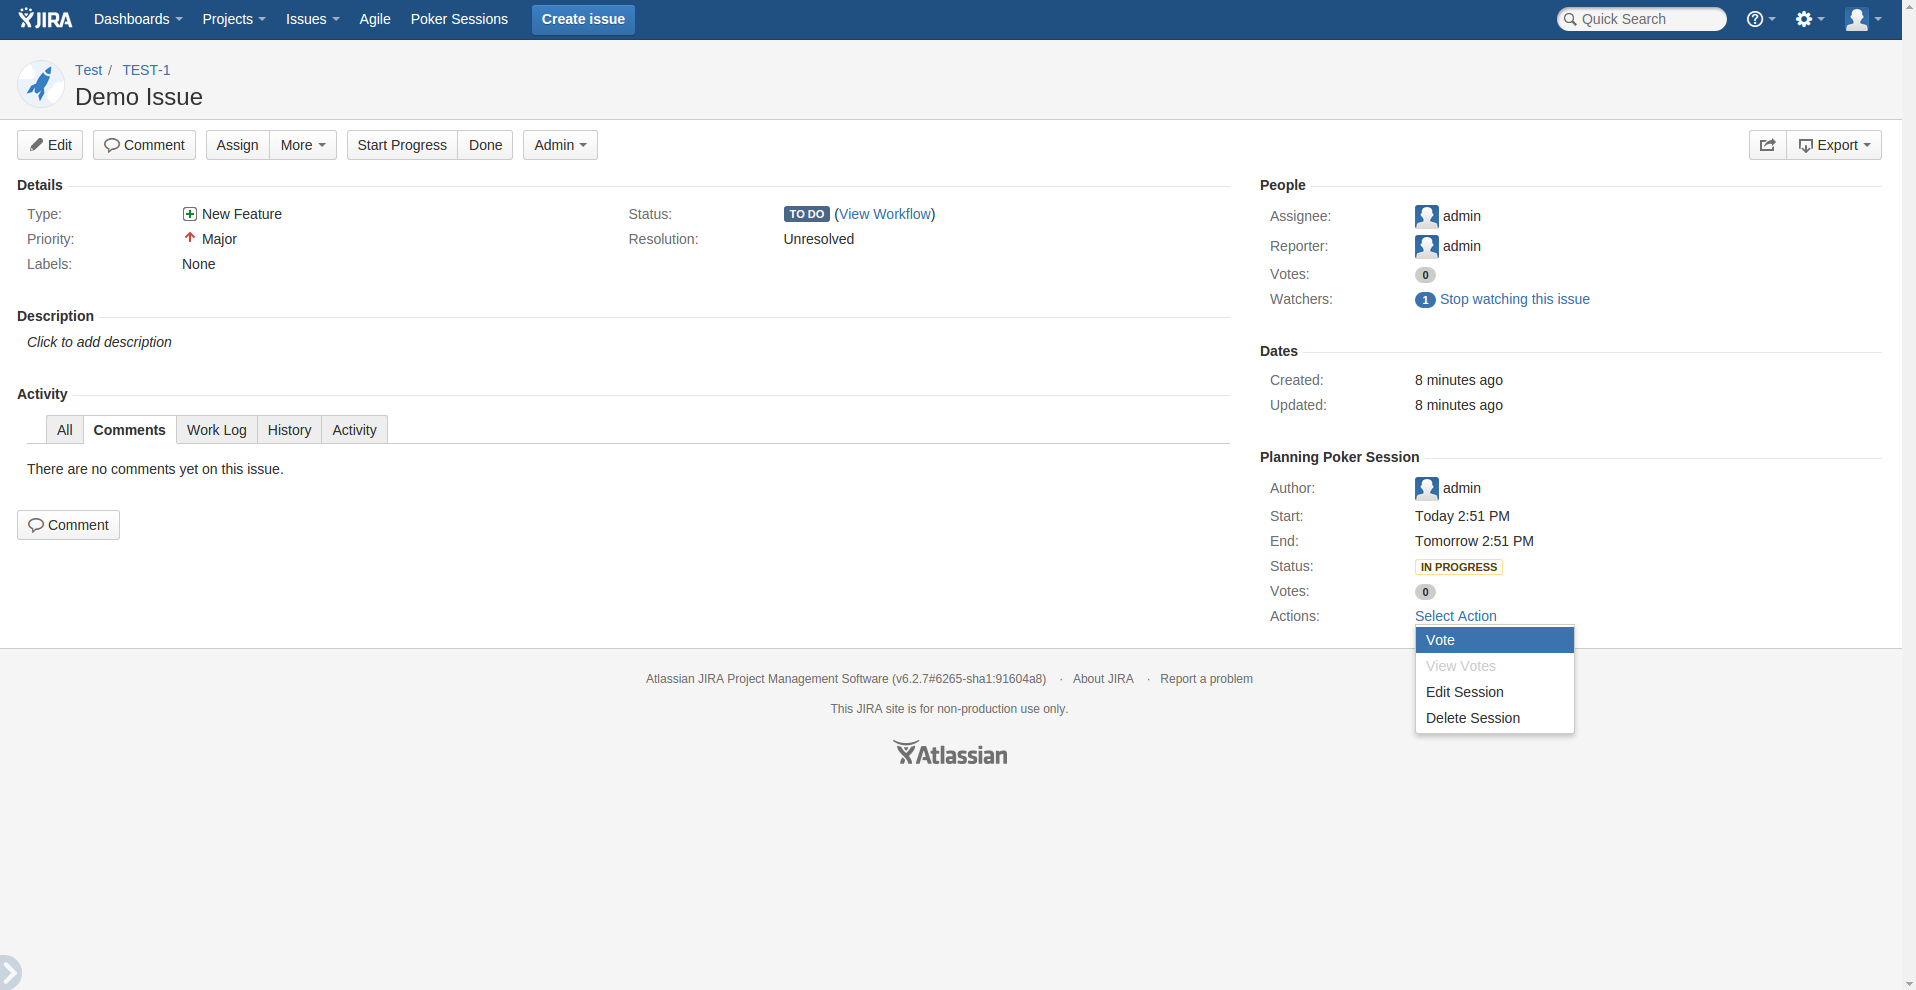 JIRA Dashboards Projects Issues Agile Poker Sessions Create issue Quick Search
Test / TEST-1
Demo Issue
Edit Comment Assign More Start Progress Done Admin Export
Details
Type: New Feature
Priority: Major
Labels: None
Status: TO DO (View Workflow)
Resolution: Unresolved
Description
Click to add description
Activity
All Comments Work Log History Activity
There are no comments yet on this issue.
Comment
People
Assignee: admin
Reporter: admin
Votes: 0
Watchers: 1 Stop watching this issue
Dates
Created: 8 minutes ago
Updated: 8 minutes ago
Planning Poker Session
Author: admin
Start: Today 2:51 PM
End: Tomorrow 2:51 PM
Status: IN PROGRESS
Votes: 0
Actions: Select Action
Vote
View Votes
Edit Session
Delete Session
Atlassian JIRA Project Management Software (v6.2.7#6265-sha1:91604a8) · About JIRA · Report a problem
This JIRA site is for non-production use only.
Atlassian